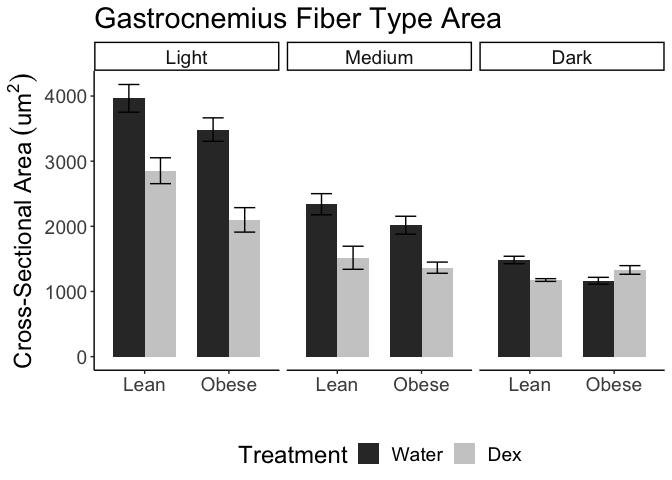 Gastrocnemius Fiber Type Area
Light Medium Dark
Cross-Sectional Area (um²)
4000
3000
2000
1000
0
Lean Obese Lean Obese Lean Obese
Treatment Water Dex